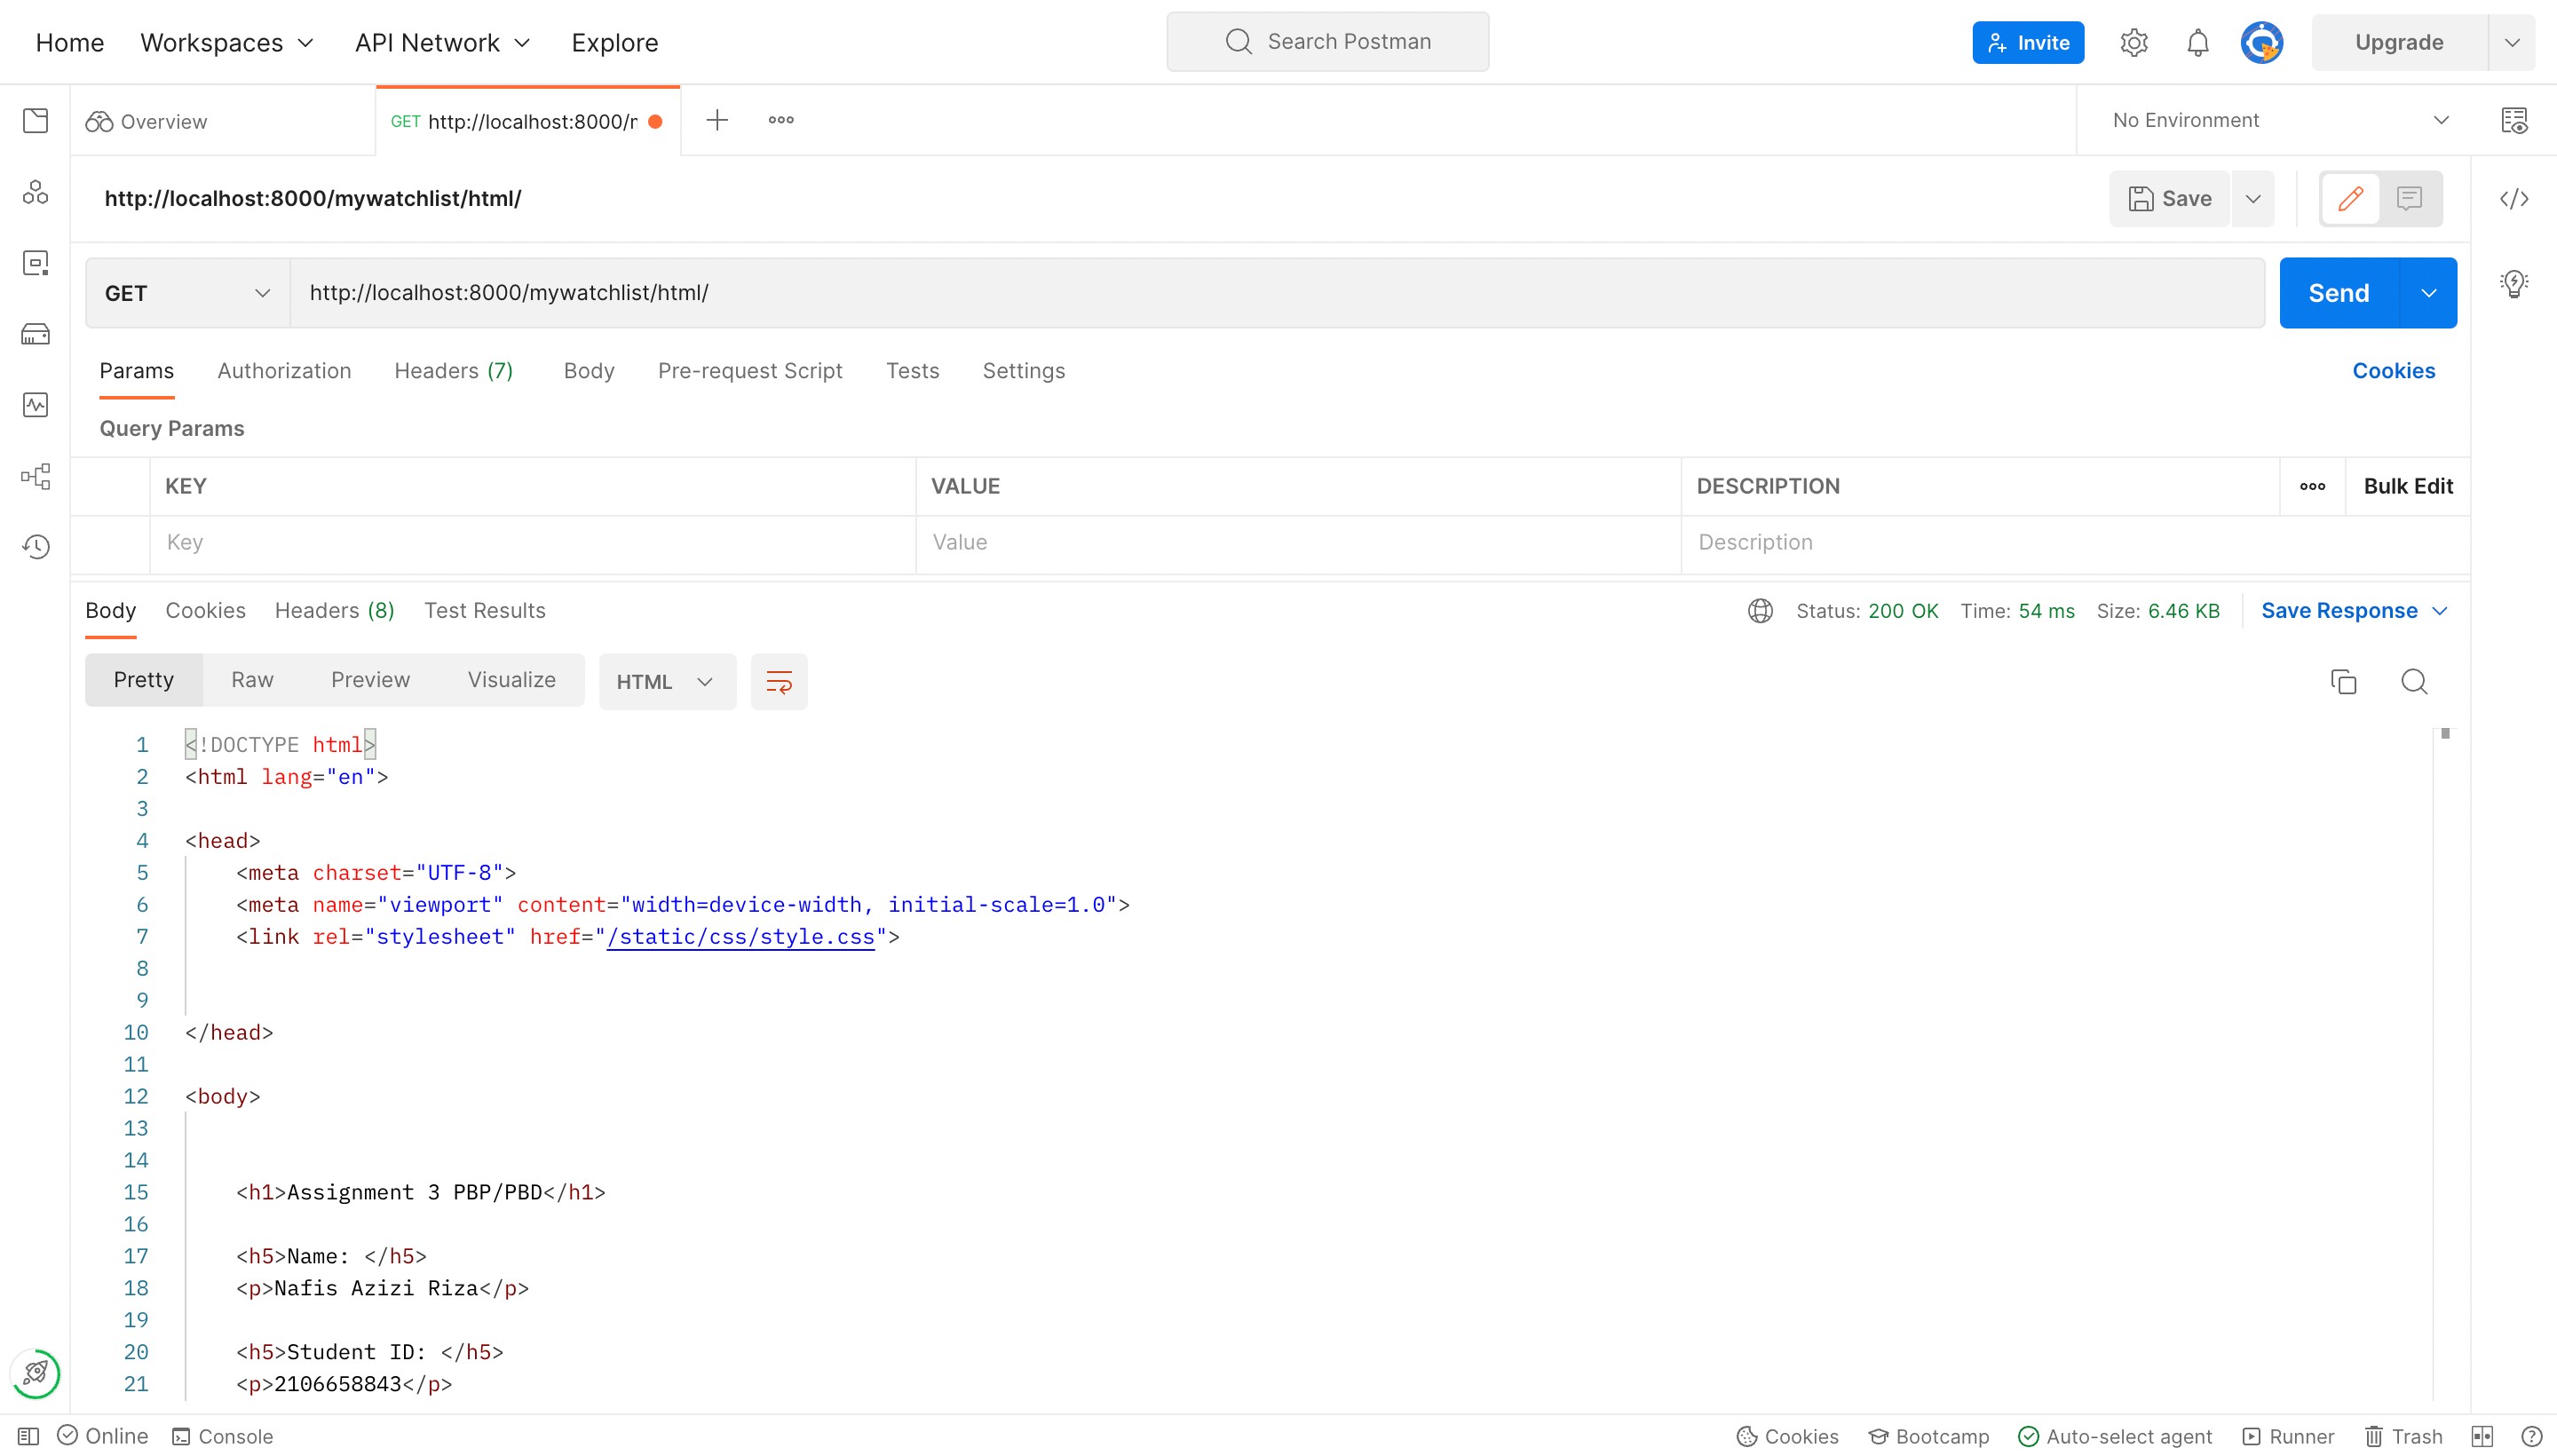 Home Workspaces API Network Explore Search Postman Invite Upgrade
Overview GET http://localhost:8000/r No Environment
http://localhost:8000/mywatchlist/html/ Save
GET http://localhost:8000/mywatchlist/html/ Send
Params Authorization Headers (7) Body Pre-request Script Tests Settings Cookies
Query Params
KEY VALUE DESCRIPTION Bulk Edit
Key Value Description
Body Cookies Headers (8) Test Results Status: 200 OK Time: 54 ms Size: 6.46 KB Save Response
Pretty Raw Preview Visualize HTML
1 <!DOCTYPE html>
2 <html lang="en">
3
4 <head>
5 <meta charset="UTF-8">
6 <meta name="viewport" content="width=device-width, initial-scale=1.0">
7 <link rel="stylesheet" href="/static/css/style.css">
8
9
10 </head>
11
12 <body>
13
14
15 <h1>Assignment 3 PBP/PBD</h1>
16
17 <h5>Name: </h5>
18 <p>Nafis Azizi Riza</p>
19
20 <h5>Student ID: </h5>
21 <p>2106658843</p>
Online Console Cookies Bootcamp Auto-select agent Runner Trash